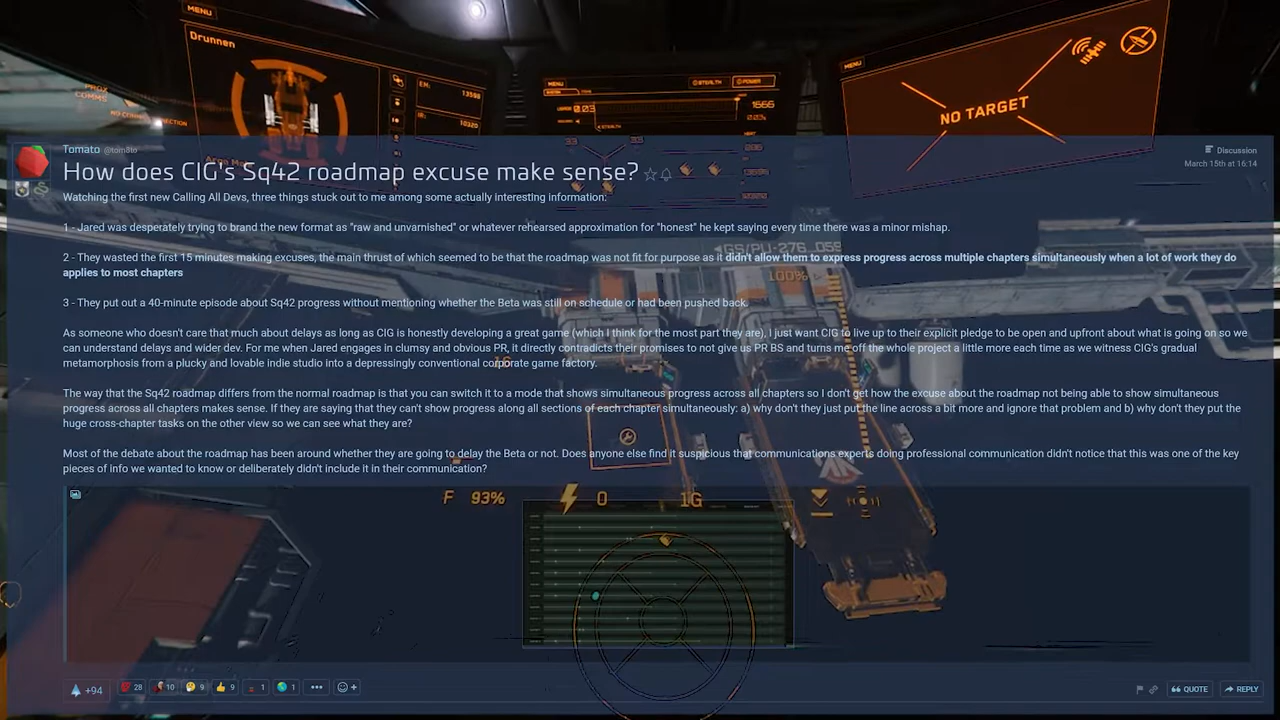 MENU
Drunnen
EM:
13598
IR:
10320
MENU
STEALTH
POWER
0.03
1666
STEALTH
MENU
NO TARGET
Tomato @tomato
Discussion
March 15th at 16:14
How does CIG's Sq42 roadmap excuse make sense?
Watching the first new Calling All Devs, three things stuck out to me among some actually interesting information:
1 - Jared was desperately trying to brand the new format as "raw and unvarnished" or whatever rehearsed approximation for "honest" he kept saying every time there was a minor mishap.
GS/PU-276_059
2 - They wasted the first 15 minutes making excuses, the main thrust of which seemed to be that the roadmap was not fit for purpose as it didn't allow them to express progress across multiple chapters simultaneously when a lot of work they do
applies to most chapters
100%
3 - They put out a 40-minute episode about Sq42 progress without mentioning whether the Beta was still on schedule or had been pushed back.
As someone who doesn't care that much about delays as long as CIG is honestly developing a great game (which I think for the most part they are), I just want CIG to live up to their explicit pledge to be open and upfront about what is going on so we
can understand delays and wider dev. For me when Jared engages in clumsy and obvious PR, it directly contradicts their promises to not give us PR BS and turns me off the whole project a little more each time as we witness CIG's gradual
metamorphosis from a plucky and lovable indie studio into a depressingly conventional corporate game factory.
The way that the Sq42 roadmap differs from the normal roadmap is that you can switch it to a mode that shows simultaneous progress across all chapters so I don't get how the excuse about the roadmap not being able to show simultaneous
progress across all chapters makes sense. If they are saying that they can't show progress along all sections of each chapter simultaneously: a) why don't they just put the line across a bit more and ignore that problem and b) why don't they put the
huge cross-chapter tasks on the other view so we can see what they are?
Most of the debate about the roadmap has been around whether they are going to delay the Beta or not. Does anyone else find it suspicious that communications experts doing professional communication didn't notice that this was one of the key
pieces of info we wanted to know or deliberately didn't include it in their communication?
F 93% 0 1G
+94
28
10
9
9
1
1
QUOTE
REPLY